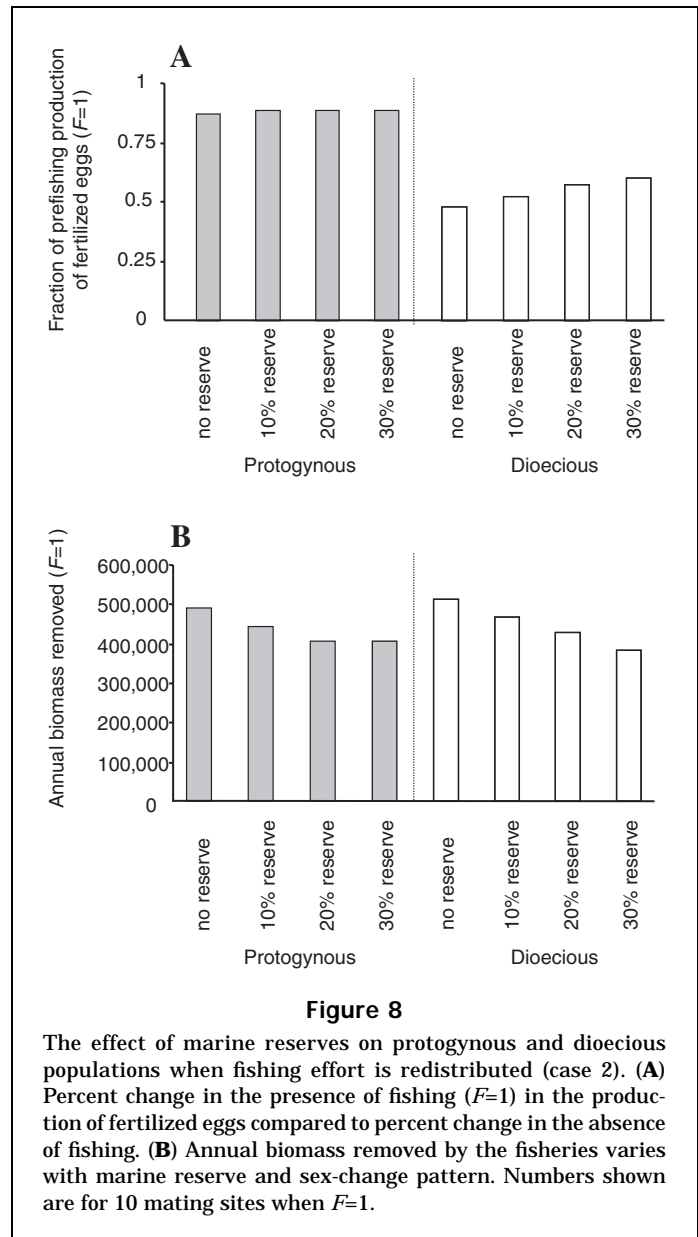 A
Fraction of prefishing production
of fertilized eggs (F=1)
1
0.75
0.5
0.25
0
no reserve
10% reserve
20% reserve
30% reserve
no reserve
10% reserve
20% reserve
30% reserve
Protogynous
Dioecious
B
Annual biomass removed (F=1)
600,000
500,000
400,000
300,000
200,000
100,000
0
no reserve
10% reserve
20% reserve
30% reserve
no reserve
10% reserve
20% reserve
30% reserve
Protogynous
Dioecious
Figure 8
The effect of marine reserves on protogynous and dioecious
populations when fishing effort is redistributed (case 2). (A)
Percent change in the presence of fishing (F=1) in the produc-
tion of fertilized eggs compared to percent change in the absence
of fishing. (B) Annual biomass removed by the fisheries varies
with marine reserve and sex-change pattern. Numbers shown
are for 10 mating sites when F=1.